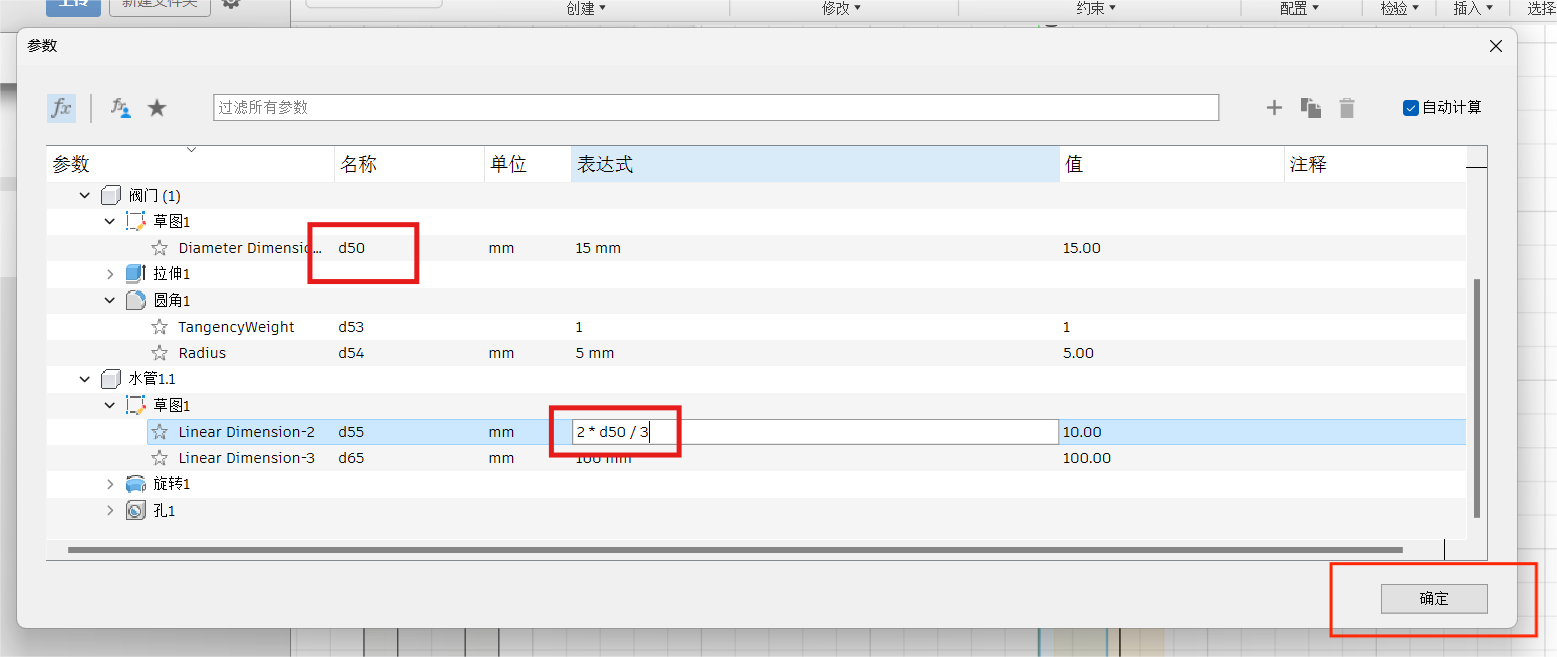 上传 新建文件夹 创建 修改 约束 配置 检验 插入 选择
参数
fx fx 过滤所有参数 自动计算
参数 名称 单位 表达式 值 注释
阀门 (1)
草图1
Diameter Dimensio... d50 mm 15 mm 15.00
拉伸1
圆角1
TangencyWeight d53 1 1
Radius d54 mm 5 mm 5.00
水管1.1
草图1
Linear Dimension-2 d55 mm 2 * d50 / 3 10.00
Linear Dimension-3 d65 mm 100 mm 100.00
旋转1
孔1
确定